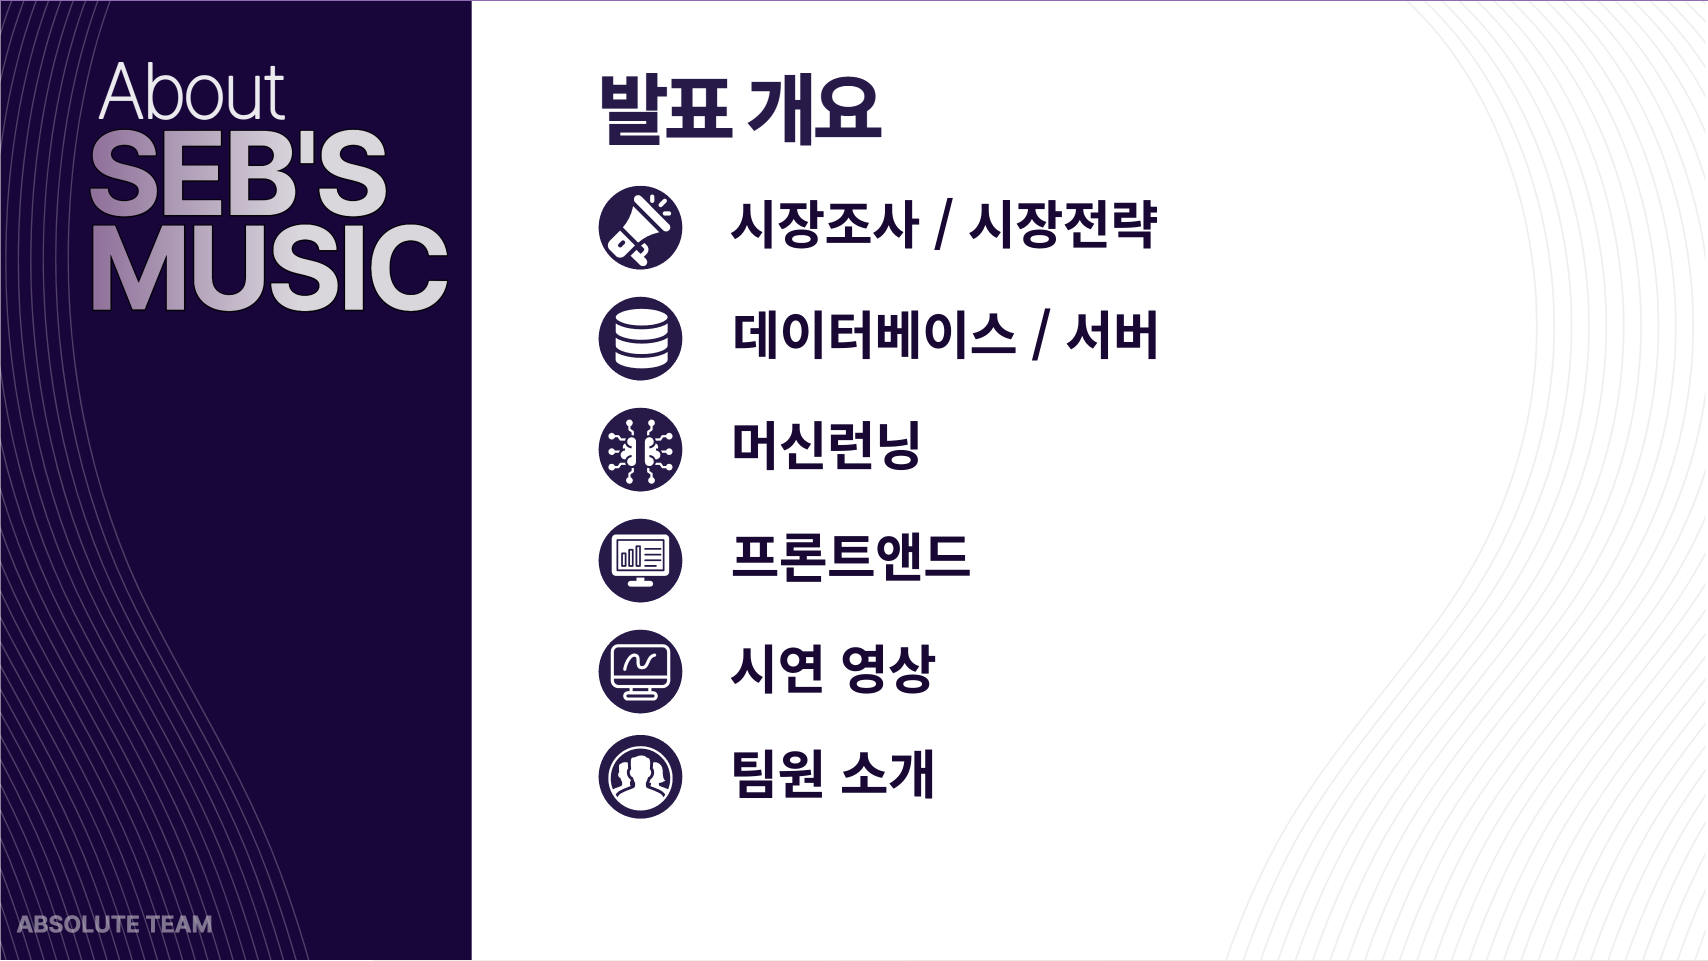 About
SEB'S
MUSIC
발표 개요
시장조사 / 시장전략
데이터베이스 / 서버
머신런닝
프론트앤드
시연 영상
팀원 소개
ABSOLUTE TEAM